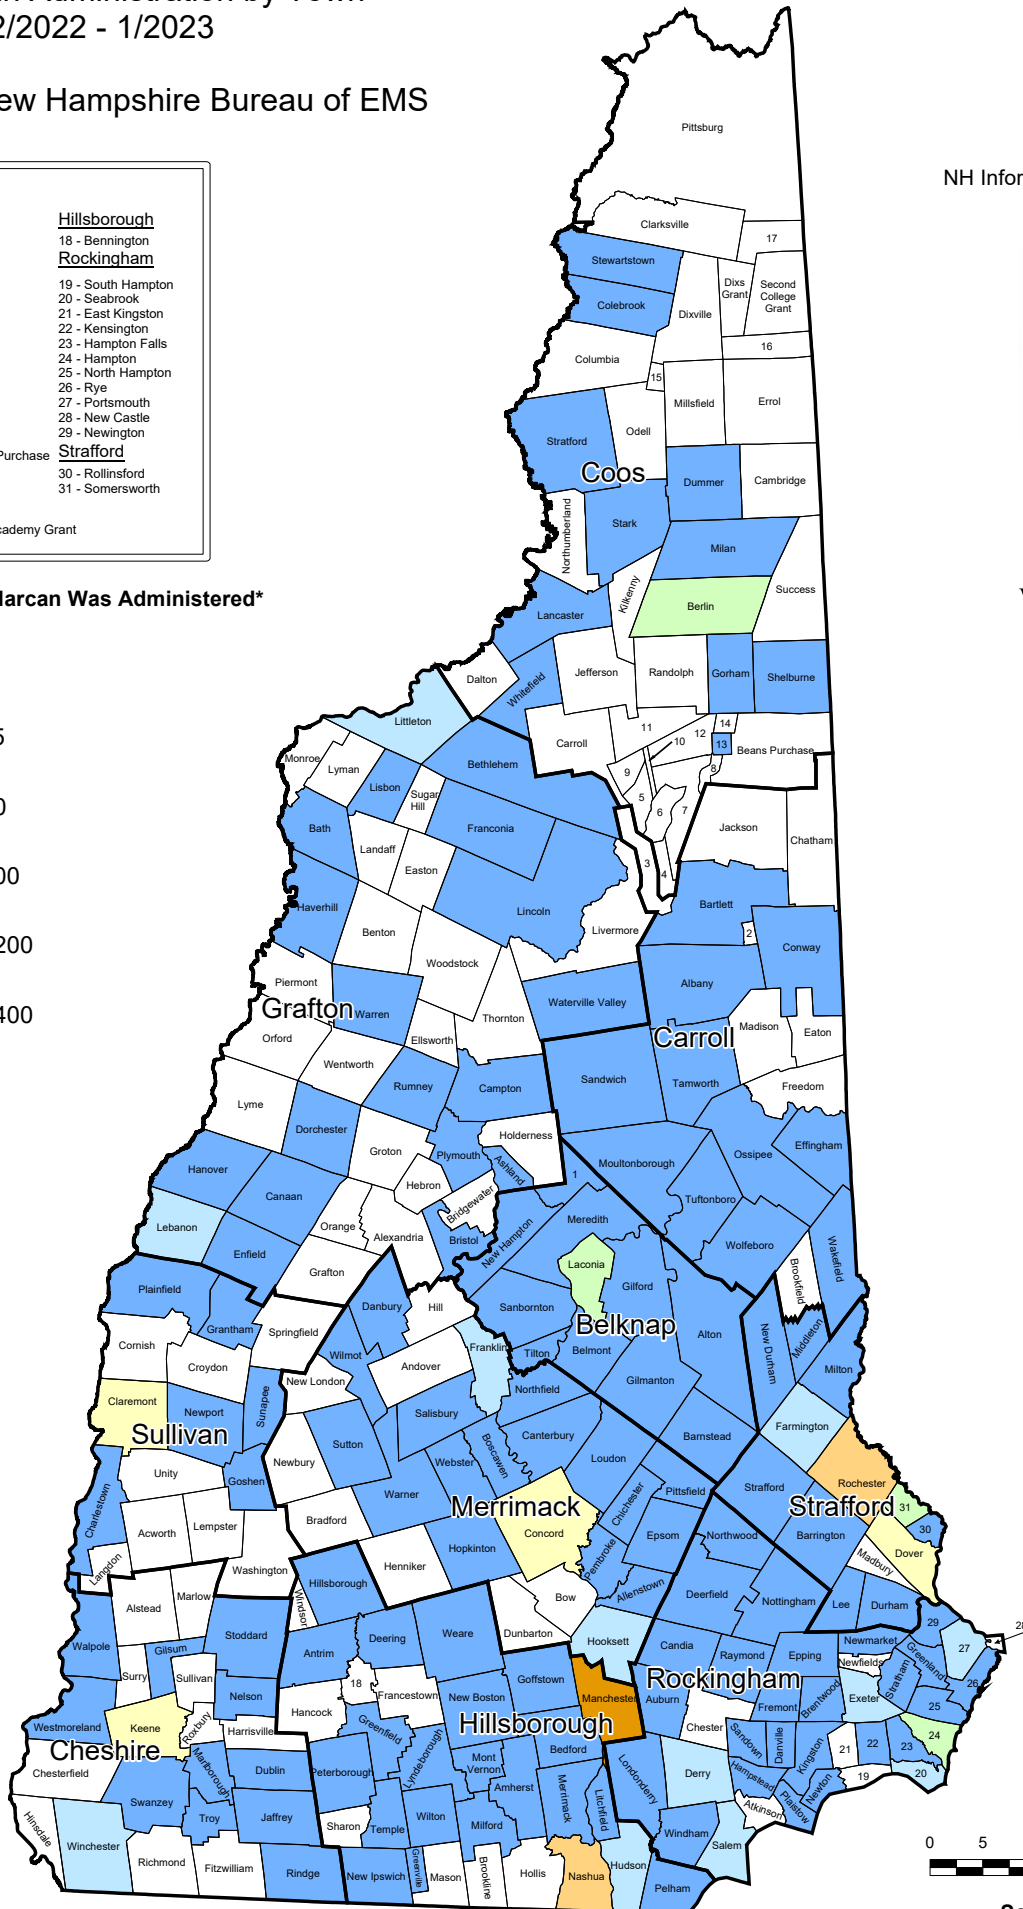 n Administration by Town
2/2022 - 1/2023
ew Hampshire Bureau of EMS
NH Infor
Hillsborough
18 - Bennington
Rockingham
19 - South Hampton
20 - Seabrook
21 - East Kingston
22 - Kensington
23 - Hampton Falls
24 - Hampton
25 - North Hampton
26 - Rye
27 - Portsmouth
28 - New Castle
29 - Newington
Purchase
Strafford
30 - Rollinsford
31 - Somersworth
cademy Grant
Narcan Was Administered*
5
0
00
200
400
Pittsburg
Clarksville
17
Stewartstown
Dixs
Grant
Second
College
Grant
Colebrook
Dixville
16
Columbia
15
Millsfield
Errol
Odell
Stratford
Coos
Dummer
Cambridge
Northumberland
Stark
Milan
Kilkenny
Success
Berlin
Lancaster
Jefferson
Randolph
Gorham
Shelburne
Dalton
Whitefield
Littleton
11
14
12
10
13
Carroll
Beans Purchase
Monroe
Lyman
Bethlehem
9
8
Lisbon
Sugar
Hill
5
6
7
Bath
Franconia
Jackson
Chatham
Landaff
Easton
3
4
Haverhill
Lincoln
Bartlett
Benton
Livermore
2
Conway
Woodstock
Piermont
Albany
Grafton
Warren
Waterville Valley
Thornton
Madison
Eaton
Orford
Ellsworth
Carroll
Wentworth
Sandwich
Tamworth
Freedom
Rumney
Campton
Lyme
Dorchester
Holderness
Effingham
Groton
Plymouth
Ashland
Moultonborough
Ossipee
Hanover
1
Canaan
Hebron
Bridgewater
Tuftonboro
Lebanon
Orange
Alexandria
Bristol
New Hampton
Meredith
Wolfeboro
Wakefield
Enfield
Grafton
Laconia
Gilford
Brookfield
Plainfield
Danbury
Hill
Sanbornton
Grantham
Springfield
Belknap
Alton
New Durham
Middleton
Cornish
Croydon
Wilmot
Andover
Franklin
Tilton
Belmont
Milton
New London
Gilmanton
Claremont
Newport
Sunapee
Northfield
Sullivan
Salisbury
Farmington
Sutton
Boscawen
Canterbury
Barnstead
Newbury
Webster
Loudon
Unity
Goshen
Rochester
Charlestown
Warner
Chichester
Pittsfield
Strafford
Merrimack
Strafford
31
Bradford
Acworth
Lempster
Concord
Epsom
Northwood
Barrington
30
Hopkinton
Pembroke
Madbury
Dover
Langdon
Washington
Henniker
Hillsborough
Allenstown
Deerfield
Nottingham
Alstead
Marlow
Windsor
Bow
Lee
Durham
Stoddard
Deering
Weare
Dunbarton
Hooksett
29
28
Walpole
Gilsum
Antrim
Candia
Raymond
Epping
Newmarket
27
Surry
Sullivan
Newfields
Greenland
Goffstown
Rockingham
Stratham
Nelson
18
Francestown
New Boston
Manchester
Auburn
Fremont
Brentwood
Exeter
26
Hancock
25
Westmoreland
Keene
Roxbury
Harrisville
Greenfield
Hillsborough
Chester
Sandown
Danville
24
Cheshire
Lyndeborough
Bedford
Kingston
21
22
23
Chesterfield
Marlborough
Dublin
Peterborough
Mont
Vernon
Londonderry
Derry
Hampstead
19
20
Amherst
Merrimack
Litchfield
Newton
Swanzey
Plaistow
Troy
Jaffrey
Sharon
Temple
Wilton
Milford
Atkinson
Hinsdale
Windham
Winchester
Salem
Richmond
Fitzwilliam
Rindge
New Ipswich
Greenville
Mason
Brookline
Hollis
Nashua
Hudson
Pelham
0 5